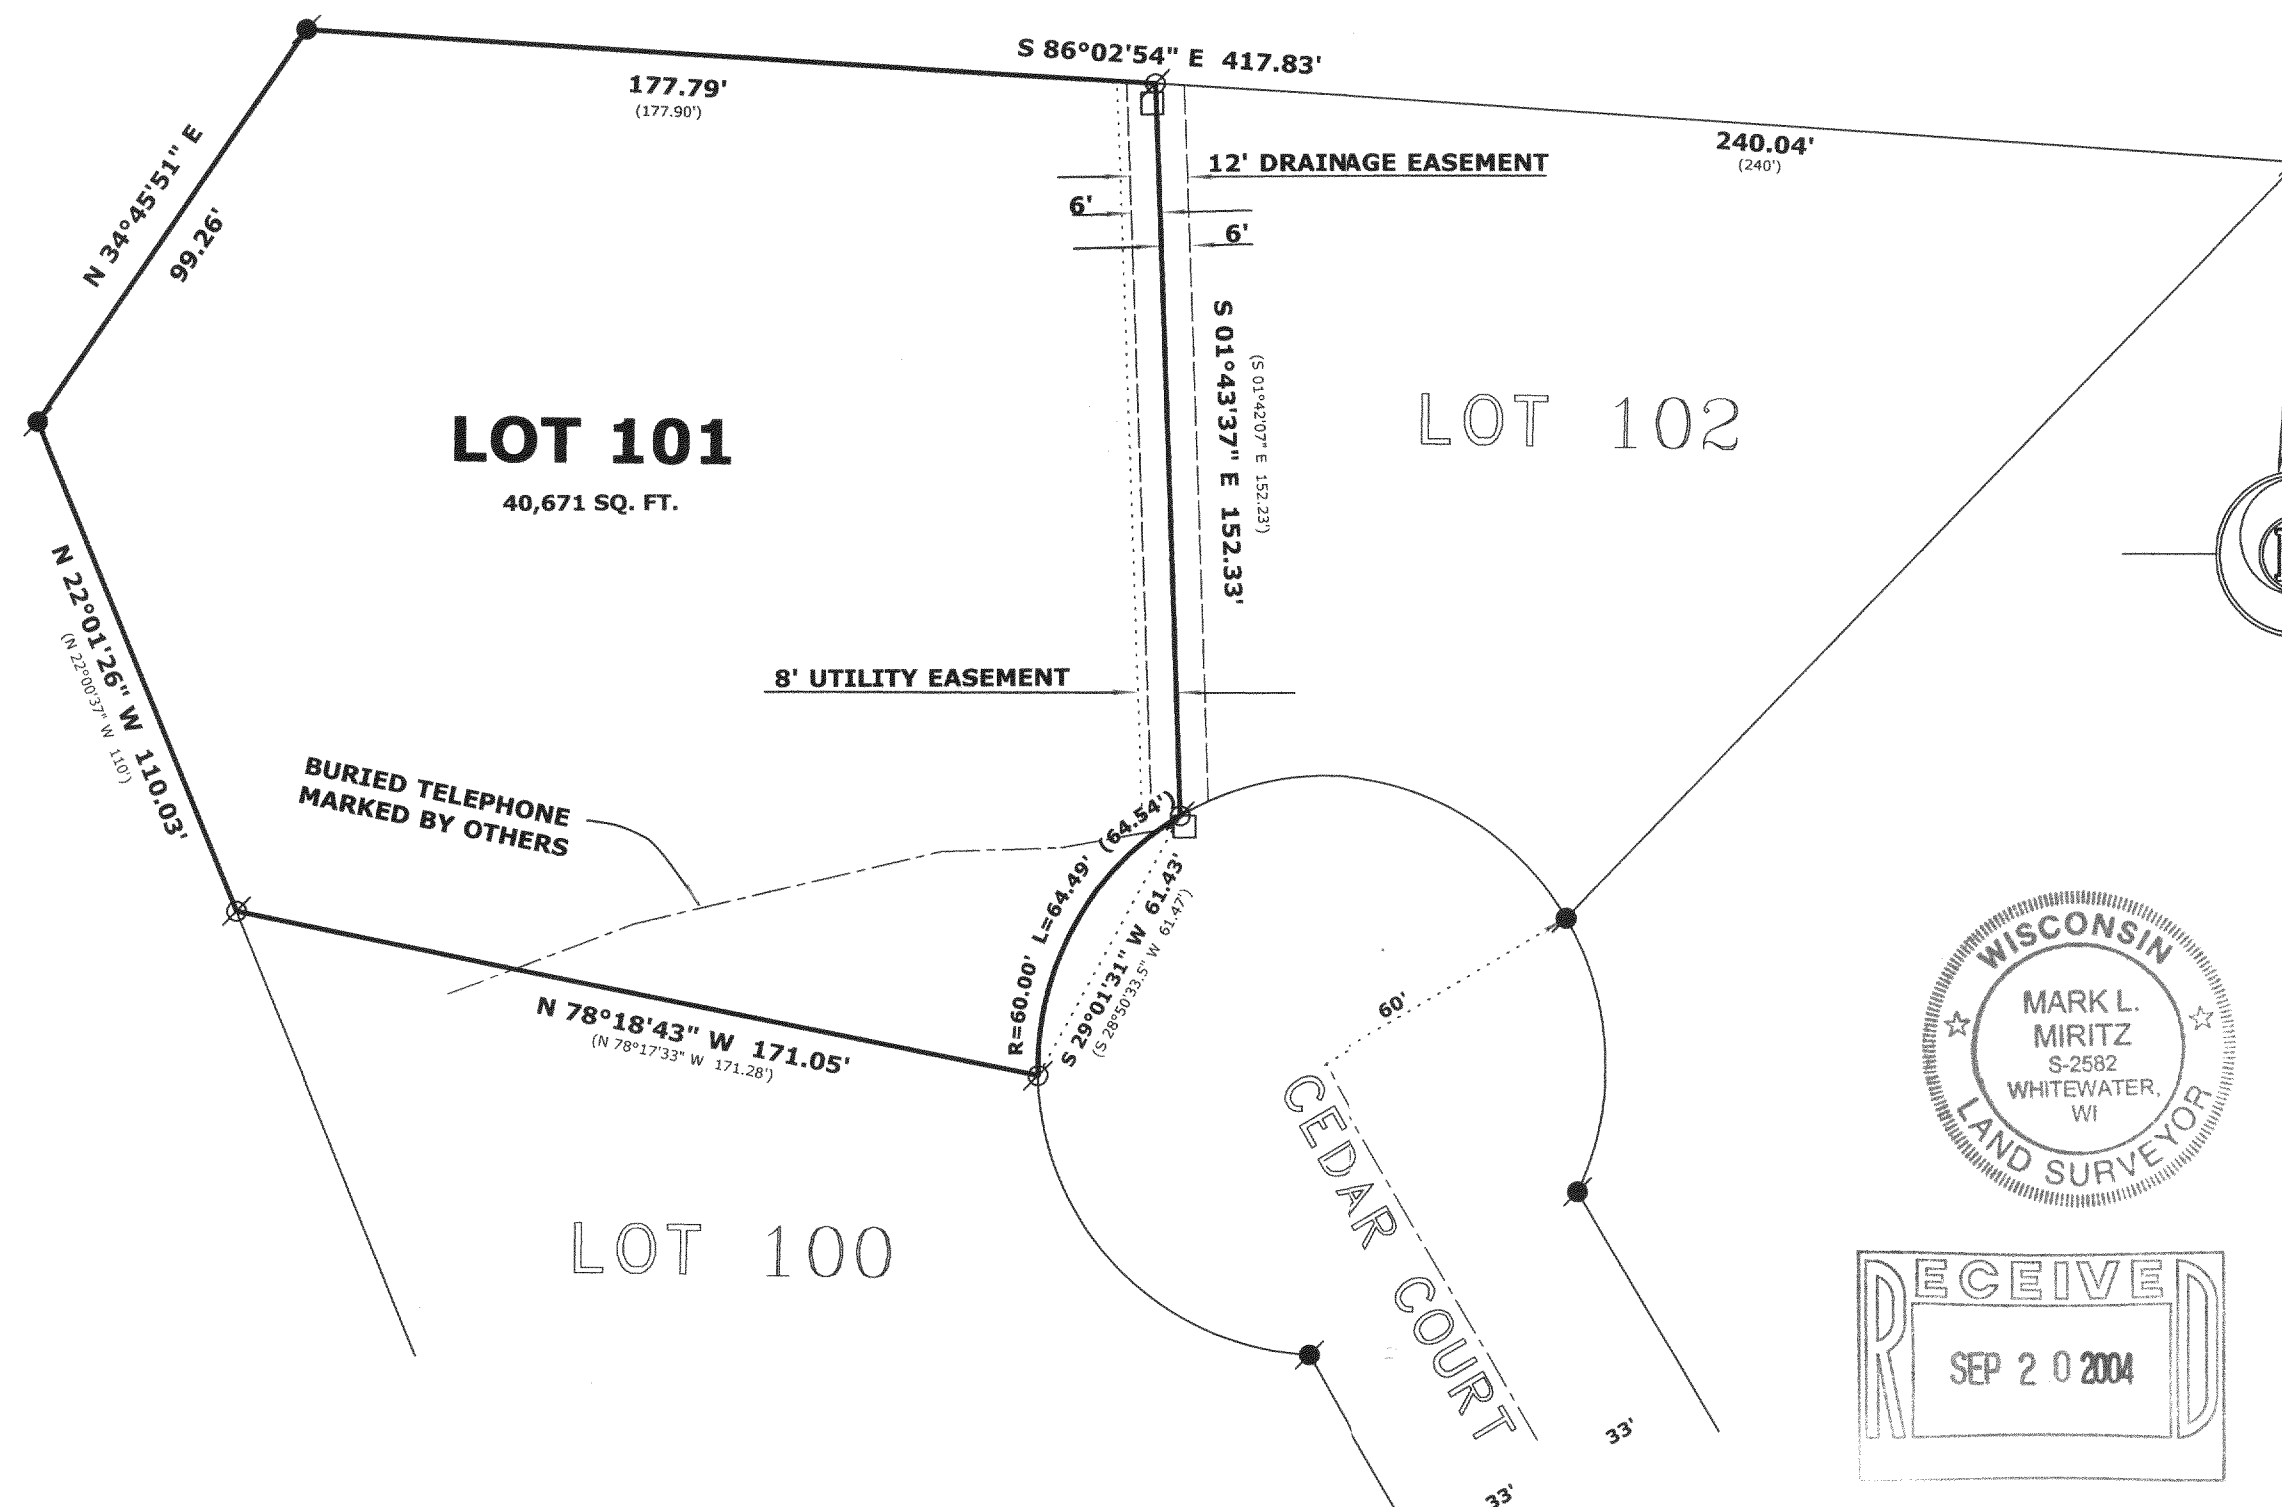 S 86°02'54" E 417.83'
177.79'
(177.90')
240.04'
(240')
12' DRAINAGE EASEMENT
6'
6'
N 34°45'51" E
99.26'
S 01°43'37" E 152.33'
(S 01°42'07" E 152.23')
LOT 101
40,671 SQ. FT.
LOT 102
N 22°01'26" W 110.03'
(N 22°00'37" W 110')
8' UTILITY EASEMENT
BURIED TELEPHONE
MARKED BY OTHERS
R=60.00' L=64.49' (64.54')
S 29°01'31" W 61.43'
(S 28°50'33.5" W 61.47')
N 78°18'43" W 171.05'
(N 78°17'33" W 171.28')
60'
CEDAR COURT
LOT 100
33'
33'
WISCONSIN
MARK L.
MIRITZ
S-2582
WHITEWATER,
WI
LAND SURVEYOR
RECEIVED
SEP 20 2004